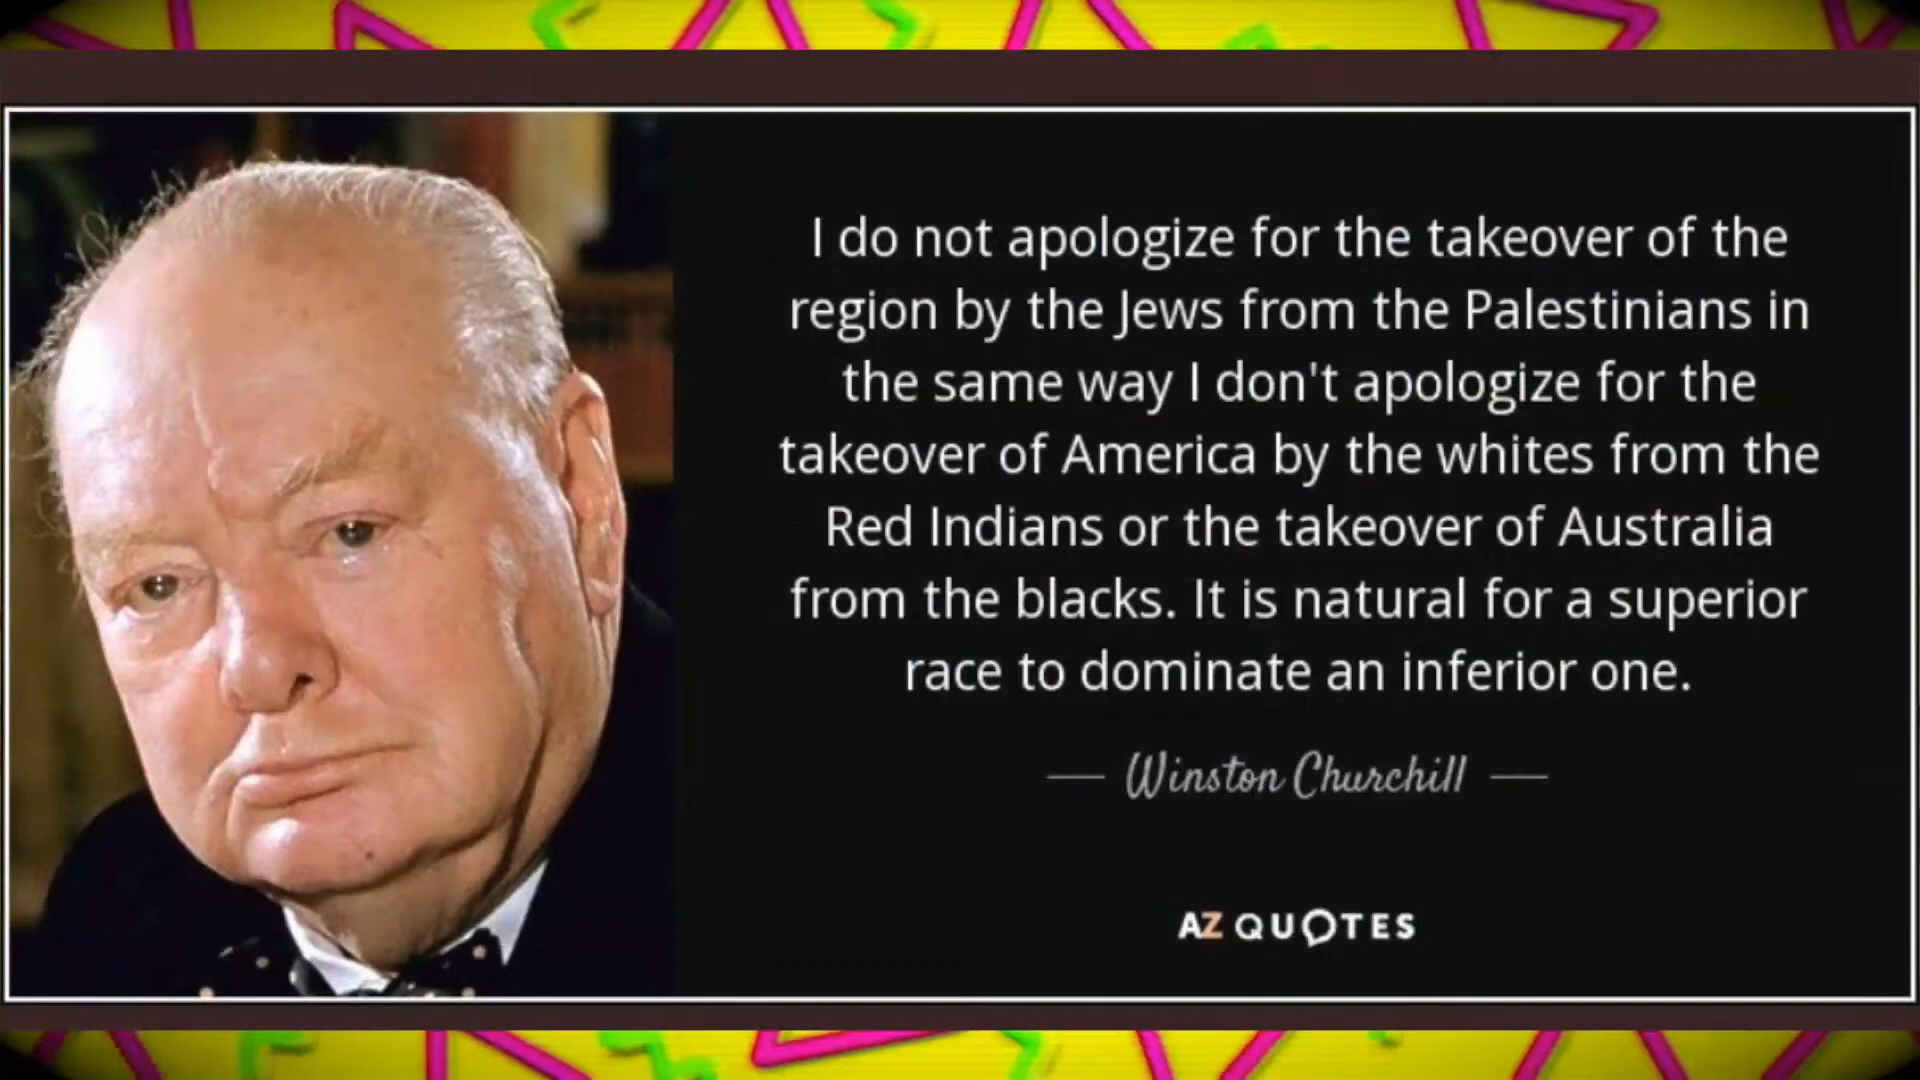 I do not apologize for the takeover of the
region by the Jews from the Palestinians in
the same way I don't apologize for the
takeover of America by the whites from the
Red Indians or the takeover of Australia
from the blacks. It is natural for a superior
race to dominate an inferior one.
Winston Churchill
AZ QUOTES